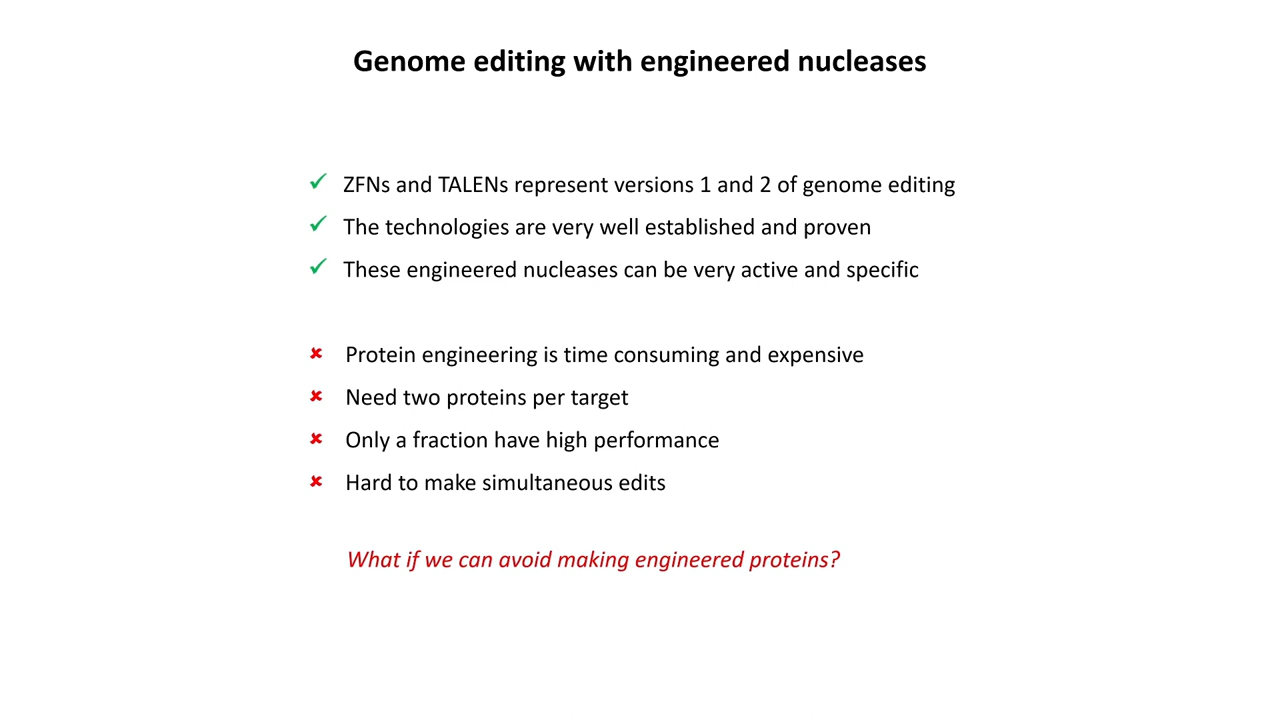 Genome editing with engineered nucleases
✓ ZFNs and TALENs represent versions 1 and 2 of genome editing
✓ The technologies are very well established and proven
✓ These engineered nucleases can be very active and specific
✘ Protein engineering is time consuming and expensive
✘ Need two proteins per target
✘ Only a fraction have high performance
✘ Hard to make simultaneous edits
What if we can avoid making engineered proteins?